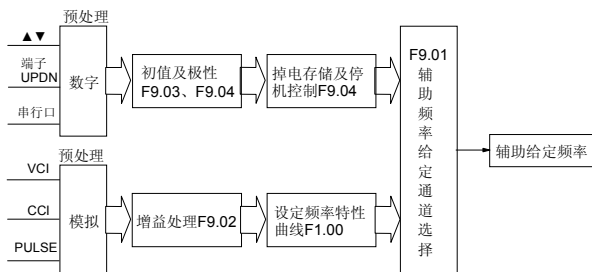 预处理
▲▼
端子
UPDN
串行口
数字
初值及极性
F9.03、F9.04
掉电存储及停
机控制F9.04
预处理
VCI
CCI
PULSE
模拟
增益处理F9.02
设定频率特性
曲线F1.00
F9.01
辅
助
频
率
给
定
通
道
选
择
辅助给定频率